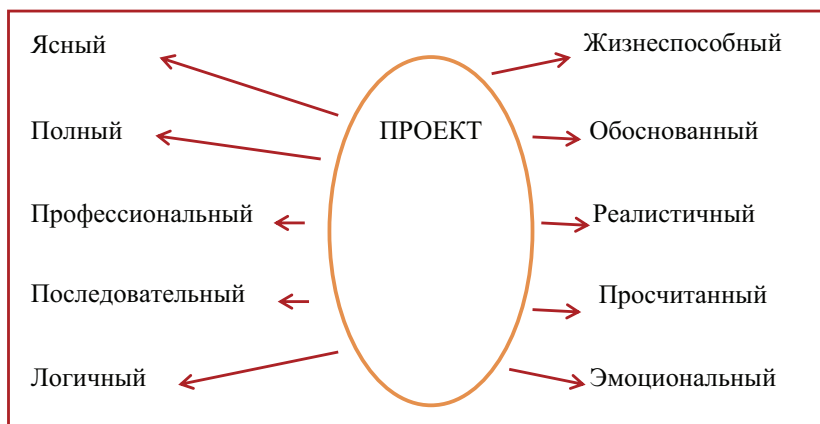 Ясный
Жизнеспособный
Полный
ПРОЕКТ
Обоснованный
Профессиональный
Реалистичный
Последовательный
Просчитанный
Логичный
Эмоциональный